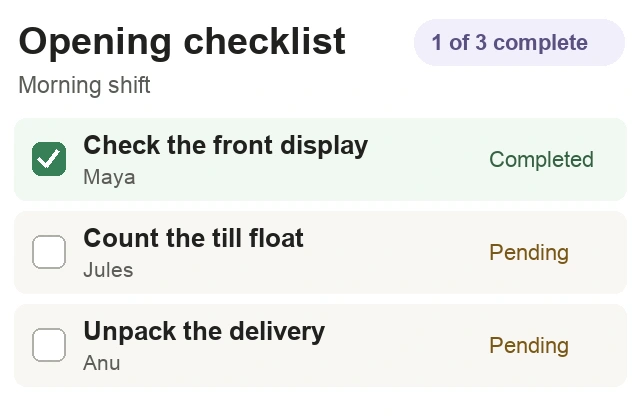 Opening checklist
1 of 3 complete
Morning shift
Check the front display
Maya
Completed
Count the till float
Jules
Pending
Unpack the delivery
Anu
Pending